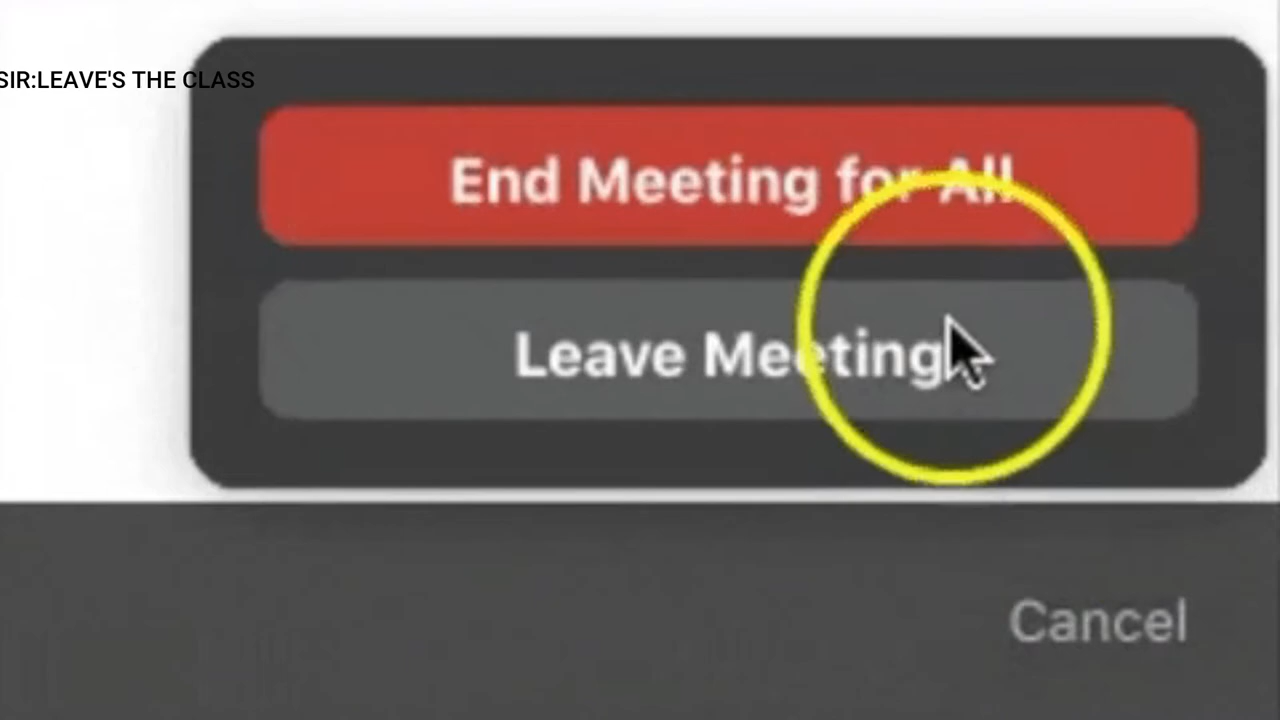 SIR:LEAVE'S THE CLASS
End Meeting for All
Leave Meeting
Cancel